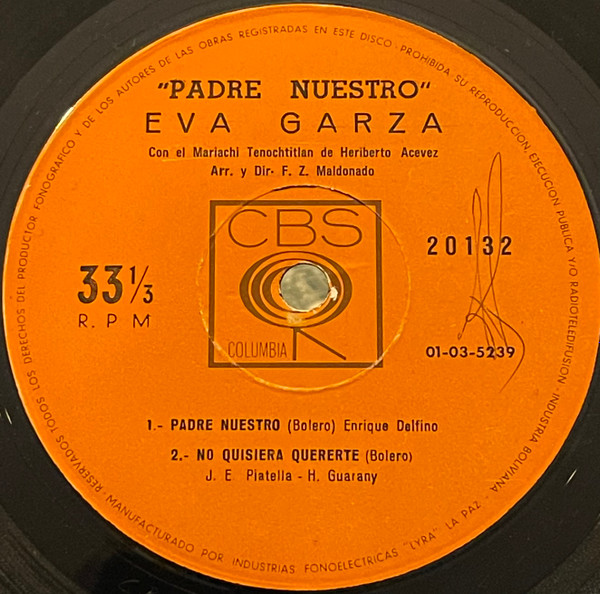 "PADRE NUESTRO"
EVA GARZA
Con el Mariachi Tenochtitlan de Heriberto Acevez
Arr. y Dir- F. Z. Maldonado
CBS
COLUMBIA
33 1/3
R. P M
20132
01-03-5239
1.- PADRE NUESTRO (Bolero) Enrique Delfino
2.- NO QUISIERA QUERERTE (Bolero)
J. E. Piatella - H. Guarany
RESERVADOS TODOS LOS DERECHOS DEL PRODUCTOR FONOGRAFICO Y DE LOS AUTORES DE LAS OBRAS REGISTRADAS EN ESTE DISCO · PROHIBIDA SU REPRODUCCION, EJECUCION PUBLICA Y/O RADIOTELEDIFUSION · INDUSTRIA BOLIVIANA ·
MANUFACTURADO POR INDUSTRIAS FONOELECTRICAS "LYRA" LA PAZ -